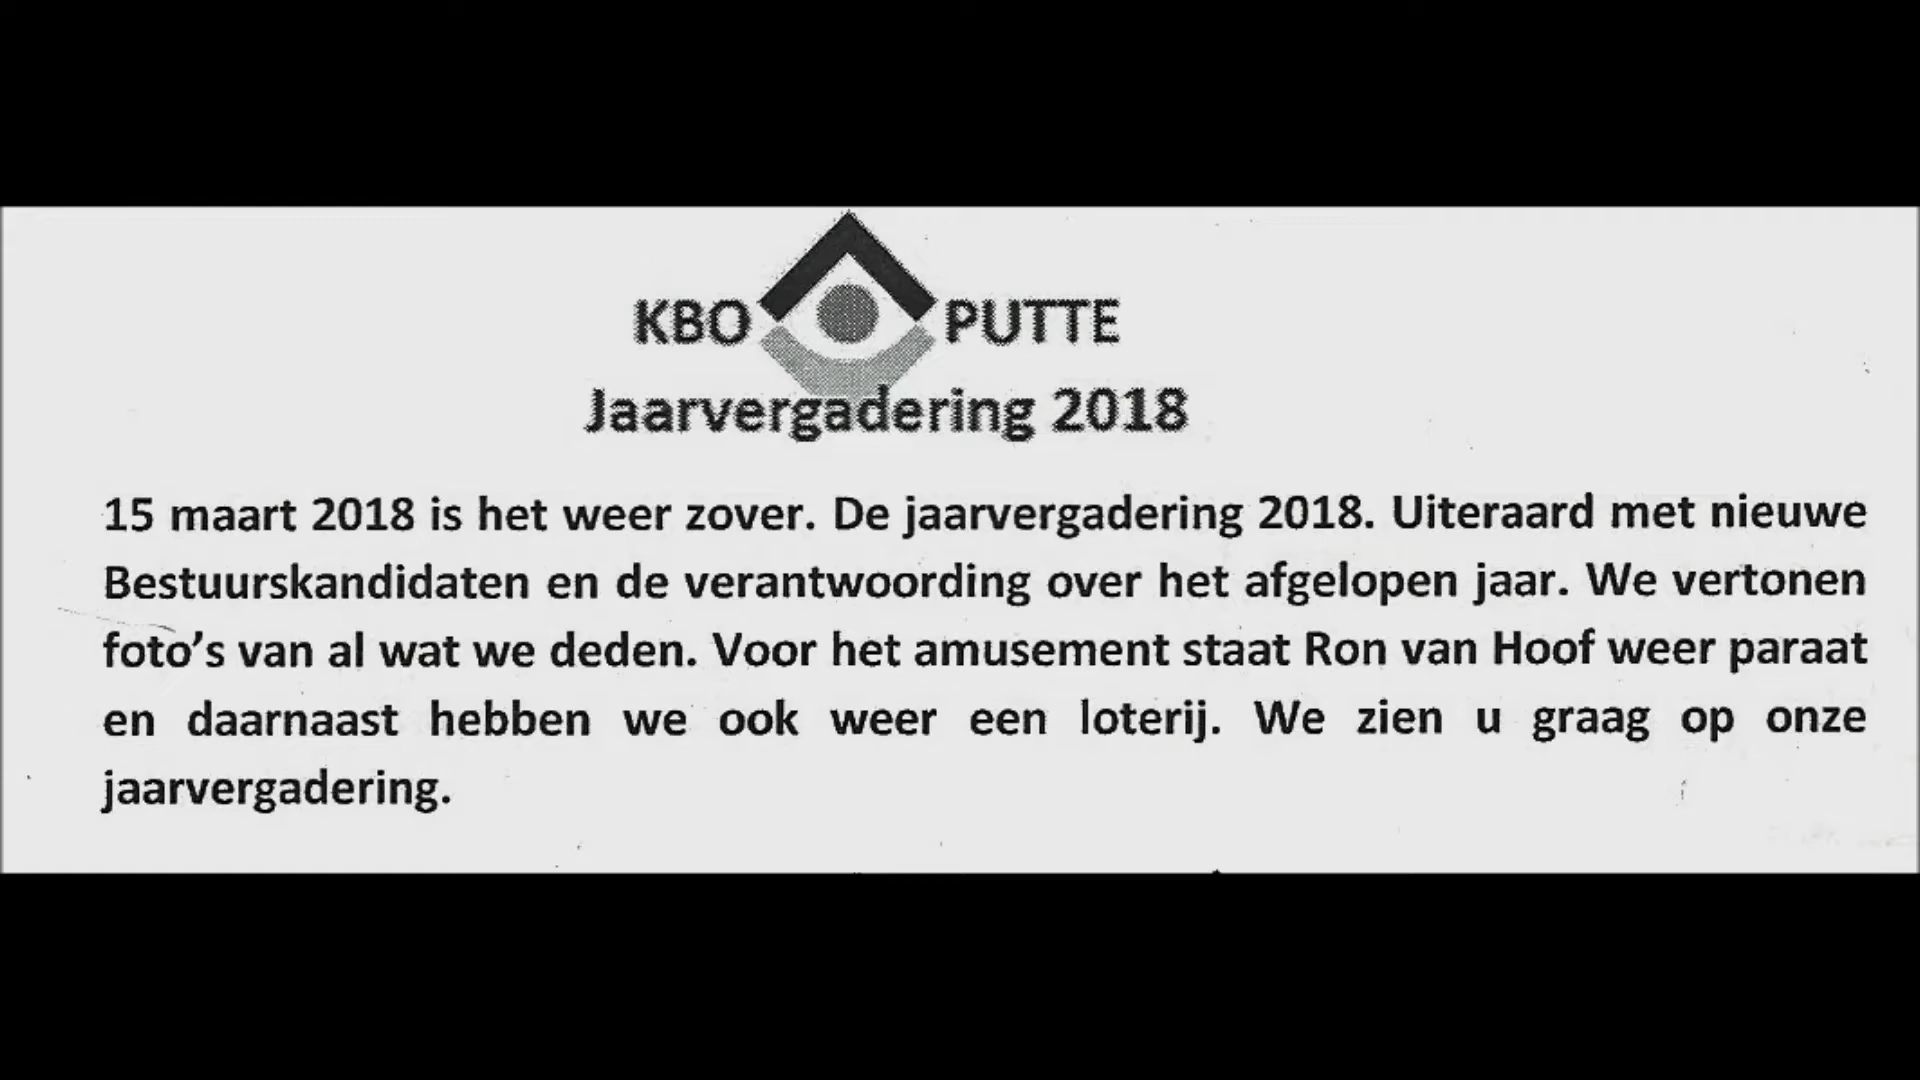 KBO PUTTE
Jaarvergadering 2018
15 maart 2018 is het weer zover. De jaarvergadering 2018. Uiteraard met nieuwe
Bestuurskandidaten en de verantwoording over het afgelopen jaar. We vertonen
foto’s van al wat we deden. Voor het amusement staat Ron van Hoof weer paraat
en daarnaast hebben we ook weer een loterij. We zien u graag op onze
jaarvergadering.